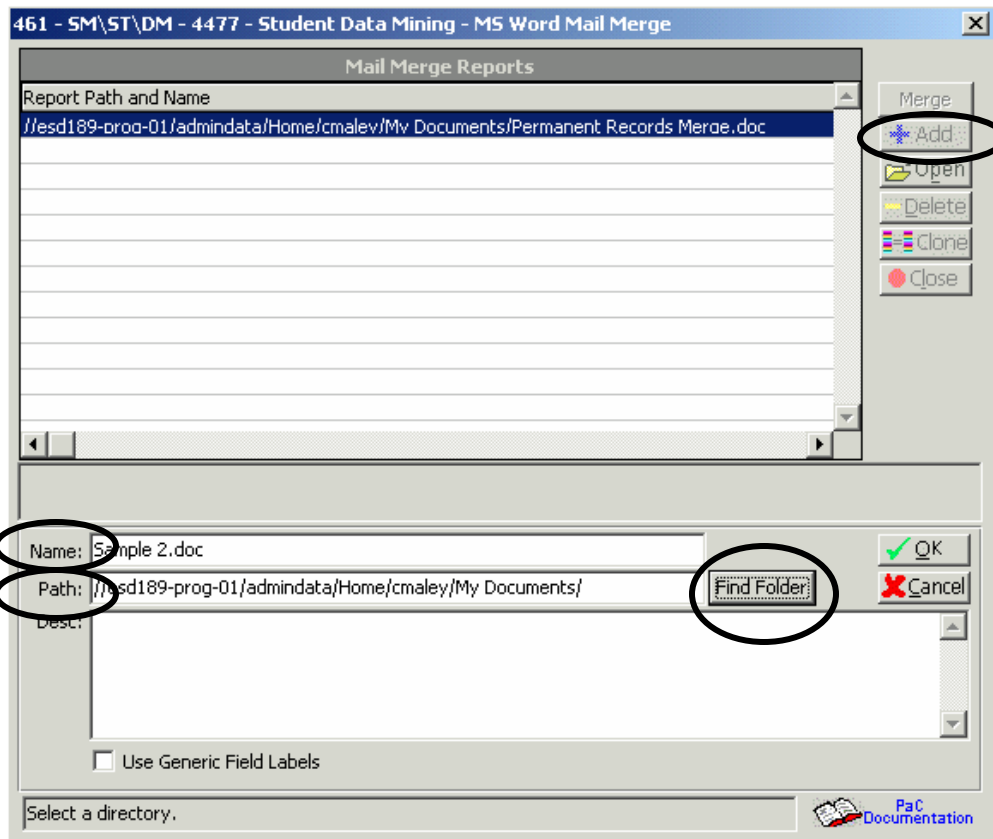 461 - SM\ST\DM - 4477 - Student Data Mining - MS Word Mail Merge
Mail Merge Reports
Report Path and Name
//esd189-prog-01/admindata/Home/cmaley/My Documents/Permanent Records Merge.doc
Merge
Add
Open
Delete
Clone
Close
Name: Sample 2.doc
OK
Path: //esd189-prog-01/admindata/Home/cmaley/My Documents/
Find Folder
Cancel
Desc:
Use Generic Field Labels
Select a directory.
PaC
Documentation